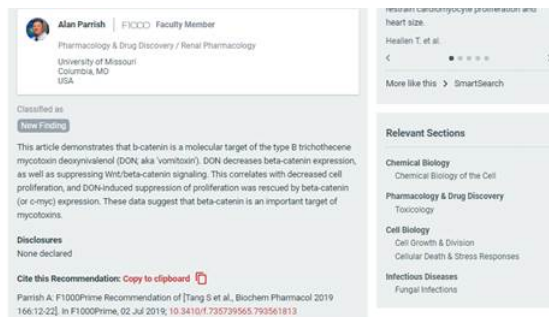 Alan Parrish F1000 Faculty Member
Pharmacology & Drug Discovery / Renal Pharmacology
University of Missouri
Columbia, MO
USA
Classified as
New Finding
This article demonstrates that b-catenin is a molecular target of the type B trichothecene
mycotoxin deoxynivalenol (DON; aka 'vomitoxin'). DON decreases beta-catenin expression,
as well as suppressing Wnt/beta-catenin signaling. This correlates with decreased cell
proliferation, and DON-induced suppression of proliferation was rescued by beta-catenin
(or c-myc) expression. These data suggest that beta-catenin is an important target of
mycotoxins.
Disclosures
None declared
Cite this Recommendation: Copy to clipboard
Parrish A: F1000Prime Recommendation of [Tang S et al., Biochem Pharmacol 2019
166:12-22]. In F1000Prime, 02 Jul 2019; 10.3410/f.735739565.793561813
restrain cardiomyocyte proliferation and
heart size.
Heallen T. et al.
More like this > SmartSearch
Relevant Sections
Chemical Biology
Chemical Biology of the Cell
Pharmacology & Drug Discovery
Toxicology
Cell Biology
Cell Growth & Division
Cellular Death & Stress Responses
Infectious Diseases
Fungal Infections